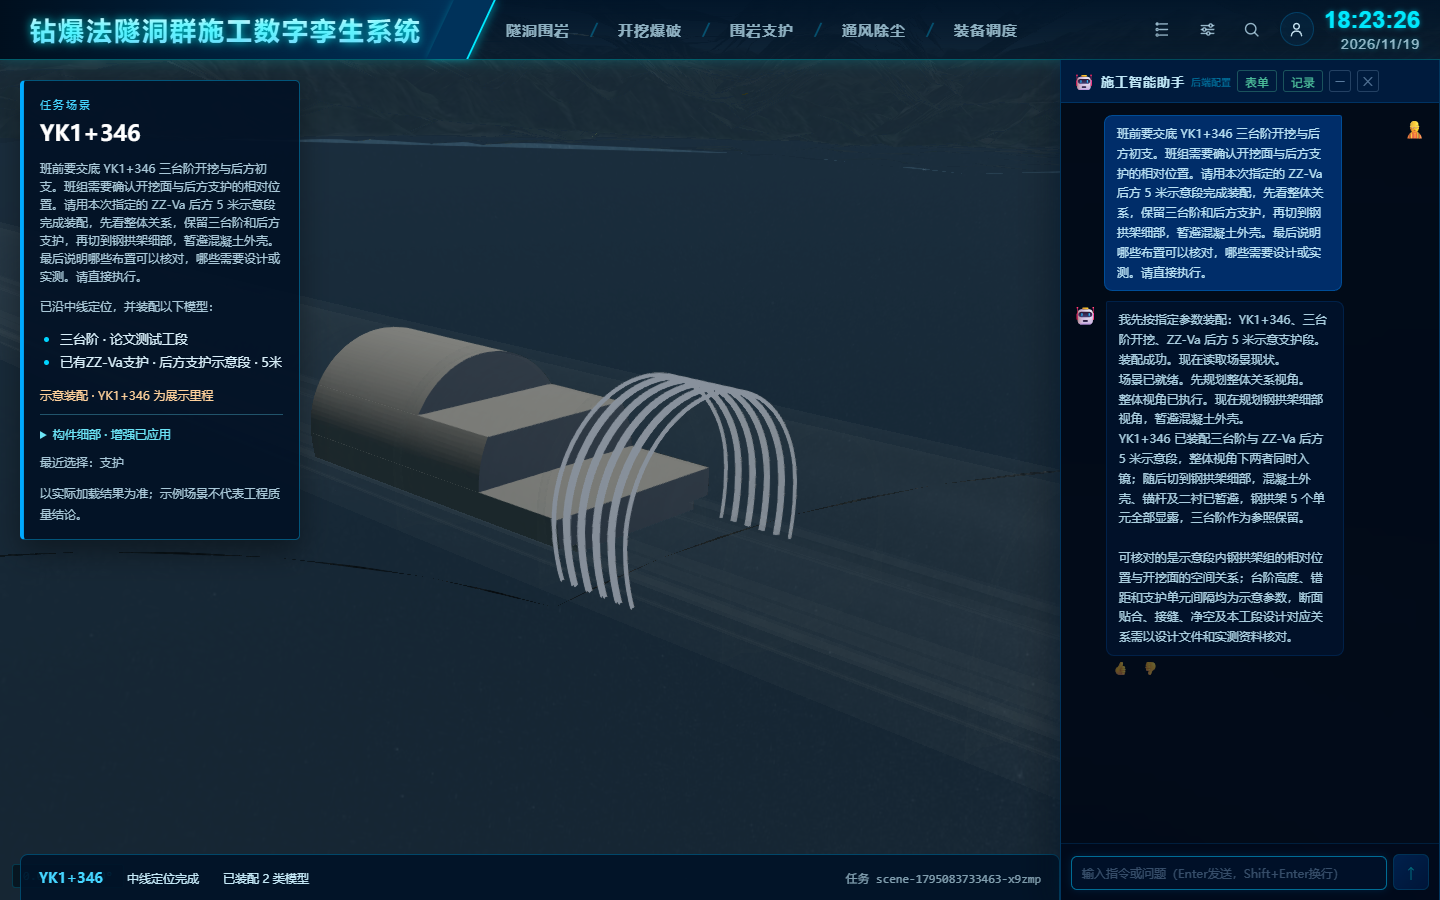 钻爆法隧洞群施工数字孪生系统
隧洞围岩 / 开挖爆破 / 围岩支护 / 通风除尘 / 装备调度
18:23:26
2026/11/19
任务场景
YK1+346
班前要交底 YK1+346 三台阶开挖与后方初
支。班组需要确认开挖面与后方支护的相对位
置。请用本次指定的 ZZ-Va 后方 5 米示意段
完成装配，先看整体关系，保留三台阶和后方
支护，再切到钢拱架细部，暂避混凝土外壳。
最后说明哪些布置可以核对，哪些需要设计或
实测。请直接执行。
已沿中线定位，并装配以下模型：
三台阶 · 论文测试工段
已有ZZ-Va支护 · 后方支护示意段 · 5米
示意装配 · YK1+346 为展示里程
构件细部 · 增强已应用
最近选择：支护
以实际加载结果为准；示例场景不代表工程质
量结论。
施工智能助手 后端配置 表单 记录
班前要交底 YK1+346 三台阶开挖与后
方初支。班组需要确认开挖面与后方支
护的相对位置。请用本次指定的 ZZ-Va
后方 5 米示意段完成装配，先看整体关
系，保留三台阶和后方支护，再切到钢
拱架细部，暂避混凝土外壳。最后说明
哪些布置可以核对，哪些需要设计或实
测。请直接执行。
我先按指定参数装配：YK1+346、三台
阶开挖、ZZ-Va 后方 5 米示意支护段。
装配成功。现在读取场景现状。
场景已就绪。先规划整体关系视角。
整体视角已执行。现在规划钢拱架细部
视角，暂避混凝土外壳。
YK1+346 已装配三台阶与 ZZ-Va 后方
5 米示意段，整体视角下两者同时入
镜；随后切到钢拱架细部，混凝土外
壳、锚杆及二衬已暂避，钢拱架 5 个单
元全部显露，三台阶作为参照保留。
可核对的是示意段内钢拱架组的相对位
置与开挖面的空间关系；台阶高度、错
距和支护单元间隔均为示意参数，断面
贴合、接缝、净空及本工段设计对应关
系需以设计文件和实测资料核对。
输入指令或问题（Enter发送，Shift+Enter换行）
YK1+346 中线定位完成 已装配 2 类模型
任务 scene-1795083733463-x9zmp